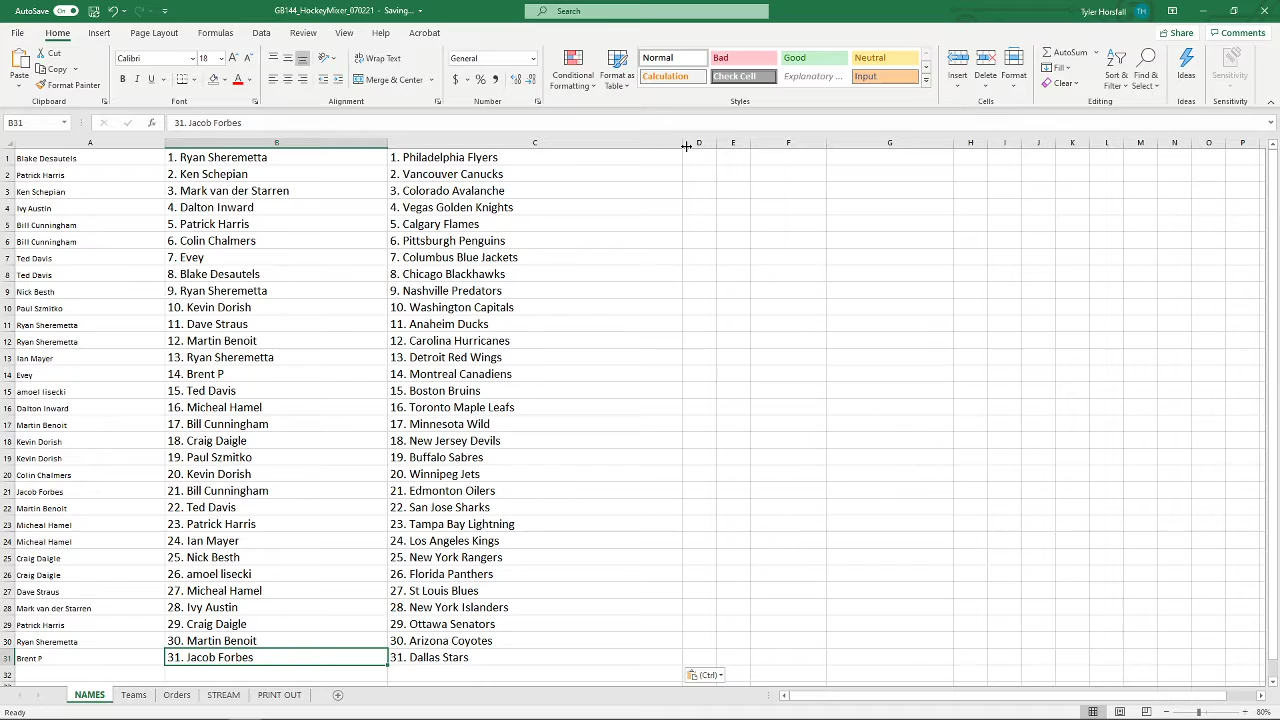 AutoSave On GB144_HockeyMixer_070221 - Saving... Search Tyler Horsfall TH
File Home Insert Page Layout Formulas Data Review View Help Acrobat Share Comments
Paste Cut Copy Format Painter Clipboard
Calibri 18 B I U Font
Wrap Text Merge & Center Alignment
General $ % Number
Conditional Formatting Format as Table
Normal Bad Good Neutral
Calculation Check Cell Explanatory ... Input
Styles
Insert Delete Format Cells
AutoSum Fill Clear Sort & Filter Find & Select Editing
Ideas Ideas
Sensitivity Sensitivity
B31 fx 31. Jacob Forbes
A B C D E F G H I J K L M N O P
1 Blake Desautels 1. Ryan Sheremetta 1. Philadelphia Flyers
2 Patrick Harris 2. Ken Schepian 2. Vancouver Canucks
3 Ken Schepian 3. Mark van der Starren 3. Colorado Avalanche
4 Ivy Austin 4. Dalton Inward 4. Vegas Golden Knights
5 Bill Cunningham 5. Patrick Harris 5. Calgary Flames
6 Bill Cunningham 6. Colin Chalmers 6. Pittsburgh Penguins
7 Ted Davis 7. Evey 7. Columbus Blue Jackets
8 Ted Davis 8. Blake Desautels 8. Chicago Blackhawks
9 Nick Besth 9. Ryan Sheremetta 9. Nashville Predators
10 Paul Szmitko 10. Kevin Dorish 10. Washington Capitals
11 Ryan Sheremetta 11. Dave Straus 11. Anaheim Ducks
12 Ryan Sheremetta 12. Martin Benoit 12. Carolina Hurricanes
13 Ian Mayer 13. Ryan Sheremetta 13. Detroit Red Wings
14 Evey 14. Brent P 14. Montreal Canadiens
15 amoel lisecki 15. Ted Davis 15. Boston Bruins
16 Dalton Inward 16. Micheal Hamel 16. Toronto Maple Leafs
17 Martin Benoit 17. Bill Cunningham 17. Minnesota Wild
18 Kevin Dorish 18. Craig Daigle 18. New Jersey Devils
19 Kevin Dorish 19. Paul Szmitko 19. Buffalo Sabres
20 Colin Chalmers 20. Kevin Dorish 20. Winnipeg Jets
21 Jacob Forbes 21. Bill Cunningham 21. Edmonton Oilers
22 Martin Benoit 22. Ted Davis 22. San Jose Sharks
23 Micheal Hamel 23. Patrick Harris 23. Tampa Bay Lightning
24 Micheal Hamel 24. Ian Mayer 24. Los Angeles Kings
25 Craig Daigle 25. Nick Besth 25. New York Rangers
26 Craig Daigle 26. amoel lisecki 26. Florida Panthers
27 Dave Straus 27. Micheal Hamel 27. St Louis Blues
28 Mark van der Starren 28. Ivy Austin 28. New York Islanders
29 Patrick Harris 29. Craig Daigle 29. Ottawa Senators
30 Ryan Sheremetta 30. Martin Benoit 30. Arizona Coyotes
31 Brent P 31. Jacob Forbes 31. Dallas Stars
32 (Ctrl)
NAMES Teams Orders STREAM PRINT OUT
Ready 80%